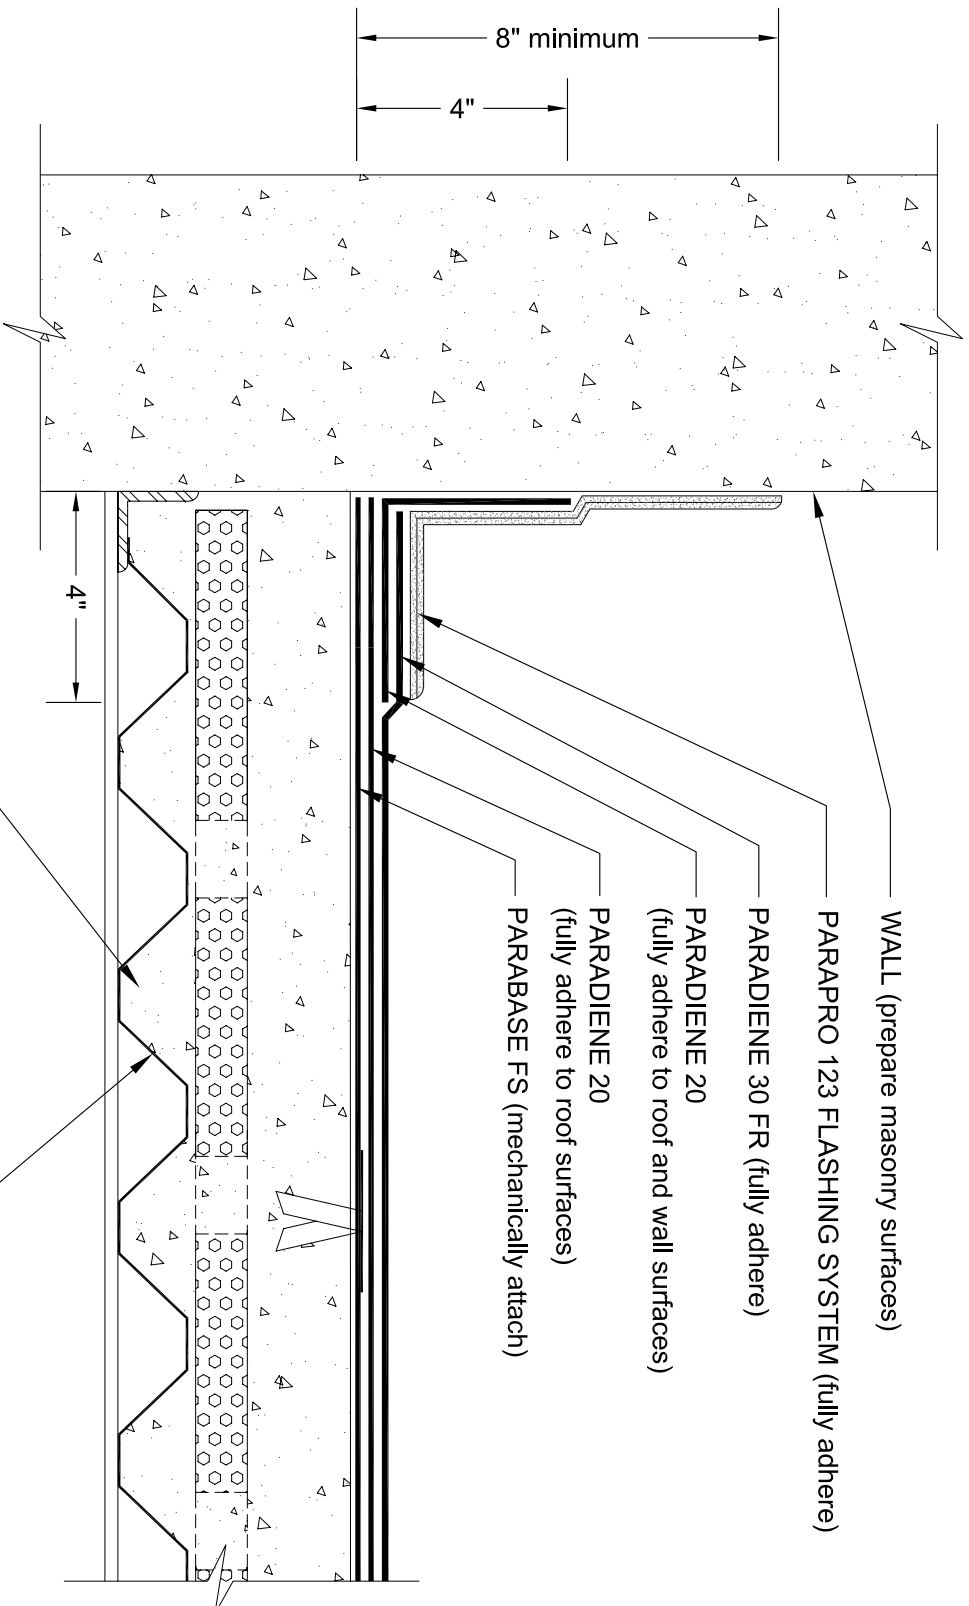 8" minimum
4"
4"
WALL (prepare masonry surfaces)
PARAPRO 123 FLASHING SYSTEM (fully adhere)
PARADIENE 30 FR (fully adhere)
PARADIENE 20
(fully adhere to roof and wall surfaces)
PARADIENE 20
(fully adhere to roof surfaces)
PARABASE FS (mechanically attach)